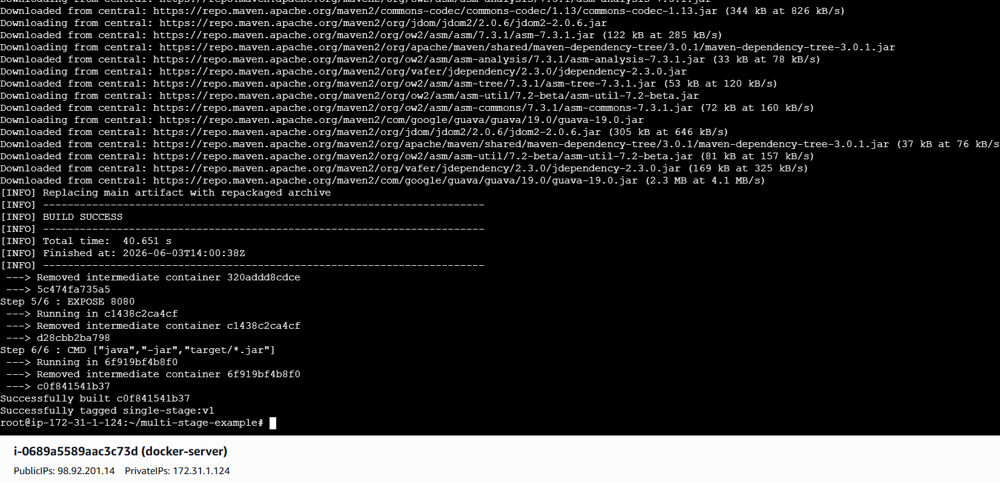 Downloaded from central: https://repo.maven.apache.org/maven2/org/ow2/asm/asm-analysis/7.3.1/asm-analysis-7.3.1.jar
Downloaded from central: https://repo.maven.apache.org/maven2/commons-codec/commons-codec/1.13/commons-codec-1.13.jar (344 kB at 826 kB/s)
Downloading from central: https://repo.maven.apache.org/maven2/org/jdom/jdom2/2.0.6/jdom2-2.0.6.jar
Downloaded from central: https://repo.maven.apache.org/maven2/org/ow2/asm/asm/7.3.1/asm-7.3.1.jar (122 kB at 285 kB/s)
Downloading from central: https://repo.maven.apache.org/maven2/org/apache/maven/shared/maven-dependency-tree/3.0.1/maven-dependency-tree-3.0.1.jar
Downloaded from central: https://repo.maven.apache.org/maven2/org/ow2/asm/asm-analysis/7.3.1/asm-analysis-7.3.1.jar (33 kB at 78 kB/s)
Downloading from central: https://repo.maven.apache.org/maven2/org/vafer/jdependency/2.3.0/jdependency-2.3.0.jar
Downloaded from central: https://repo.maven.apache.org/maven2/org/ow2/asm/asm-tree/7.3.1/asm-tree-7.3.1.jar (53 kB at 120 kB/s)
Downloading from central: https://repo.maven.apache.org/maven2/org/ow2/asm/asm-util/7.2-beta/asm-util-7.2-beta.jar
Downloaded from central: https://repo.maven.apache.org/maven2/org/ow2/asm/asm-commons/7.3.1/asm-commons-7.3.1.jar (72 kB at 160 kB/s)
Downloading from central: https://repo.maven.apache.org/maven2/com/google/guava/guava/19.0/guava-19.0.jar
Downloaded from central: https://repo.maven.apache.org/maven2/org/jdom/jdom2/2.0.6/jdom2-2.0.6.jar (305 kB at 646 kB/s)
Downloaded from central: https://repo.maven.apache.org/maven2/org/apache/maven/shared/maven-dependency-tree/3.0.1/maven-dependency-tree-3.0.1.jar (37 kB at 76 kB/s
Downloaded from central: https://repo.maven.apache.org/maven2/org/ow2/asm/asm-util/7.2-beta/asm-util-7.2-beta.jar (81 kB at 157 kB/s)
Downloaded from central: https://repo.maven.apache.org/maven2/org/vafer/jdependency/2.3.0/jdependency-2.3.0.jar (169 kB at 325 kB/s)
Downloaded from central: https://repo.maven.apache.org/maven2/com/google/guava/guava/19.0/guava-19.0.jar (2.3 MB at 4.1 MB/s)
[INFO] Replacing main artifact with repackaged archive
[INFO] ------------------------------------------------------------------------
[INFO] BUILD SUCCESS
[INFO] ------------------------------------------------------------------------
[INFO] Total time:  40.651 s
[INFO] Finished at: 2026-06-03T14:00:38Z
[INFO] ------------------------------------------------------------------------
 ---> Removed intermediate container 320addd8cdce
 ---> 5c474fa735a5
Step 5/6 : EXPOSE 8080
 ---> Running in c1438c2ca4cf
 ---> Removed intermediate container c1438c2ca4cf
 ---> d28cbb2ba798
Step 6/6 : CMD ["java","-jar","target/*.jar"]
 ---> Running in 6f919bf4b8f0
 ---> Removed intermediate container 6f919bf4b8f0
 ---> c0f841541b37
Successfully built c0f841541b37
Successfully tagged single-stage:v1
root@ip-172-31-1-124:~/multi-stage-example#
i-0689a5589aac3c73d (docker-server)
PublicIPs: 98.92.201.14 PrivateIPs: 172.31.1.124